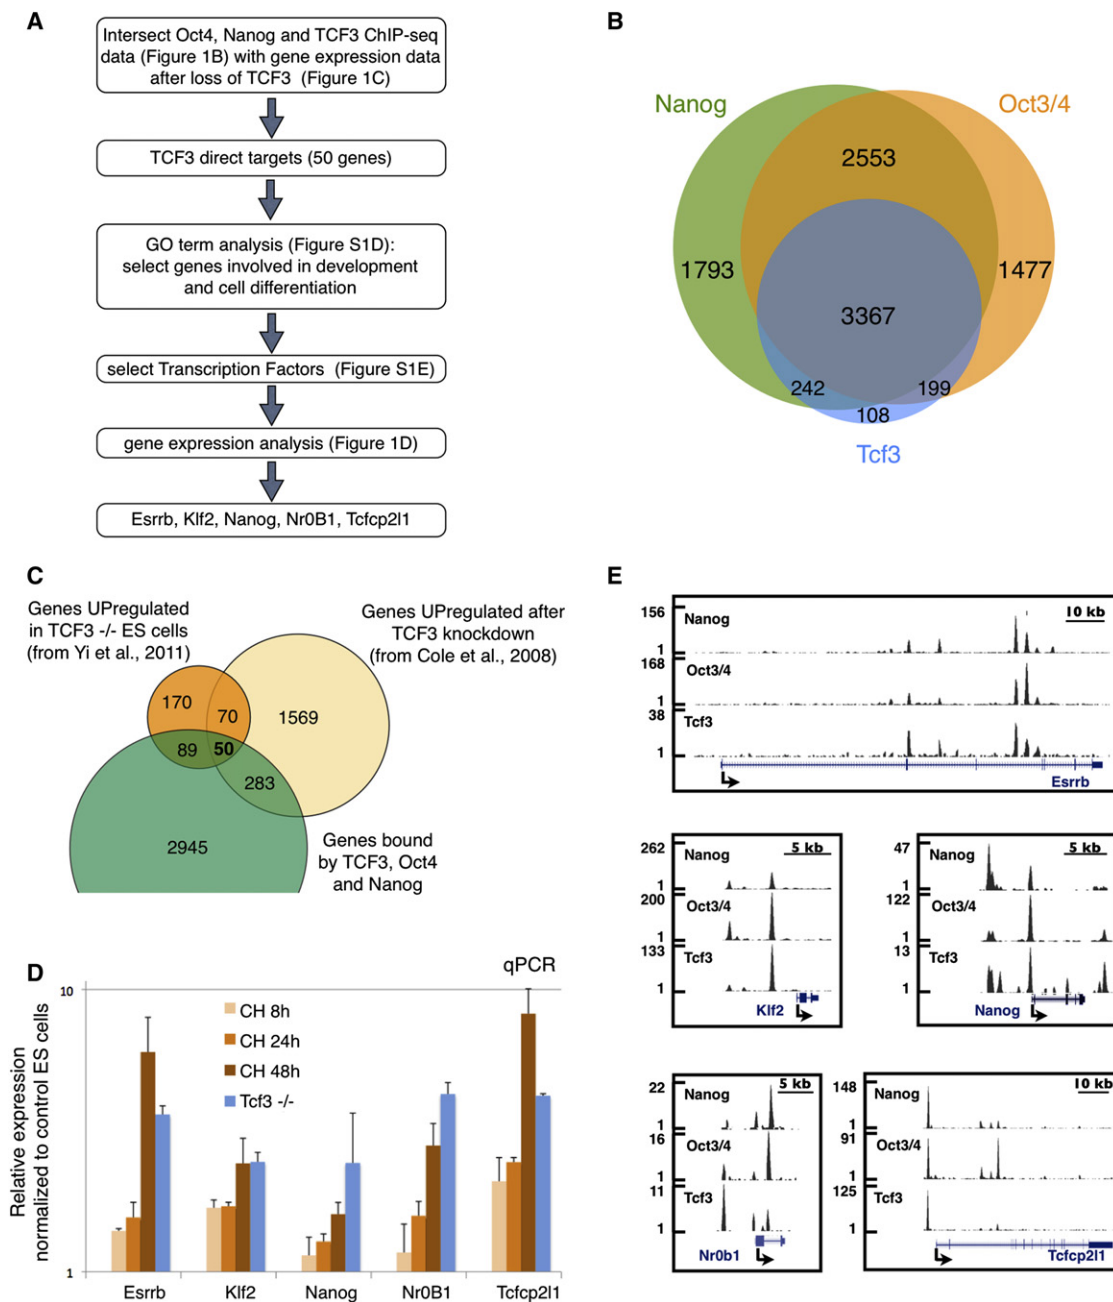 A
Intersect Oct4, Nanog and TCF3 ChIP-seq
data (Figure 1B) with gene expression data
after loss of TCF3 (Figure 1C)
TCF3 direct targets (50 genes)
GO term analysis (Figure S1D):
select genes involved in development
and cell differentiation
select Transcription Factors (Figure S1E)
gene expression analysis (Figure 1D)
Esrrb, Klf2, Nanog, Nr0B1, Tcfcp2l1
B
Nanog
Oct3/4
2553
1793
1477
3367
242
199
108
Tcf3
C
Genes UPregulated
in TCF3 -/- ES cells
(from Yi et al., 2011)
Genes UPregulated after
TCF3 knockdown
(from Cole et al., 2008)
170
70
1569
89
50
283
2945
Genes bound
by TCF3, Oct4
and Nanog
D
qPCR
Relative expression
normalized to control ES cells
10
1
CH 8h
CH 24h
CH 48h
Tcf3 -/-
Esrrb
Klf2
Nanog
Nr0B1
Tcfcp2l1
E
156
Nanog
10 kb
1
168
Oct3/4
1
38
Tcf3
1
Esrrb
262
Nanog
5 kb
1
200
Oct3/4
1
133
Tcf3
1
Klf2
47
Nanog
5 kb
1
122
Oct3/4
1
13
Tcf3
1
Nanog
22
Nanog
5 kb
1
16
Oct3/4
1
11
Tcf3
1
Nr0b1
148
Nanog
10 kb
1
91
Oct3/4
1
125
Tcf3
1
Tcfcp2l1